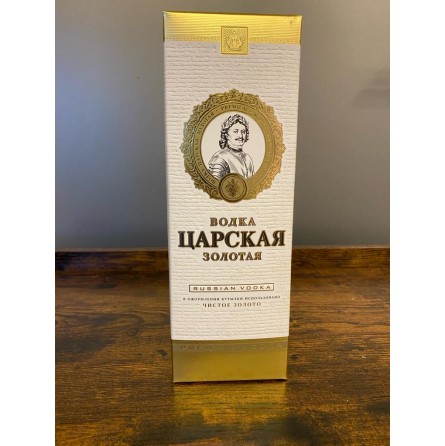 ВОДКА
ЦАРСКАЯ
ЗОЛОТАЯ
RUSSIAN VODKA
В ОФОРМЛЕНИИ БУТЫЛКИ ИСПОЛЬЗОВАНО
ЧИСТОЕ ЗОЛОТО